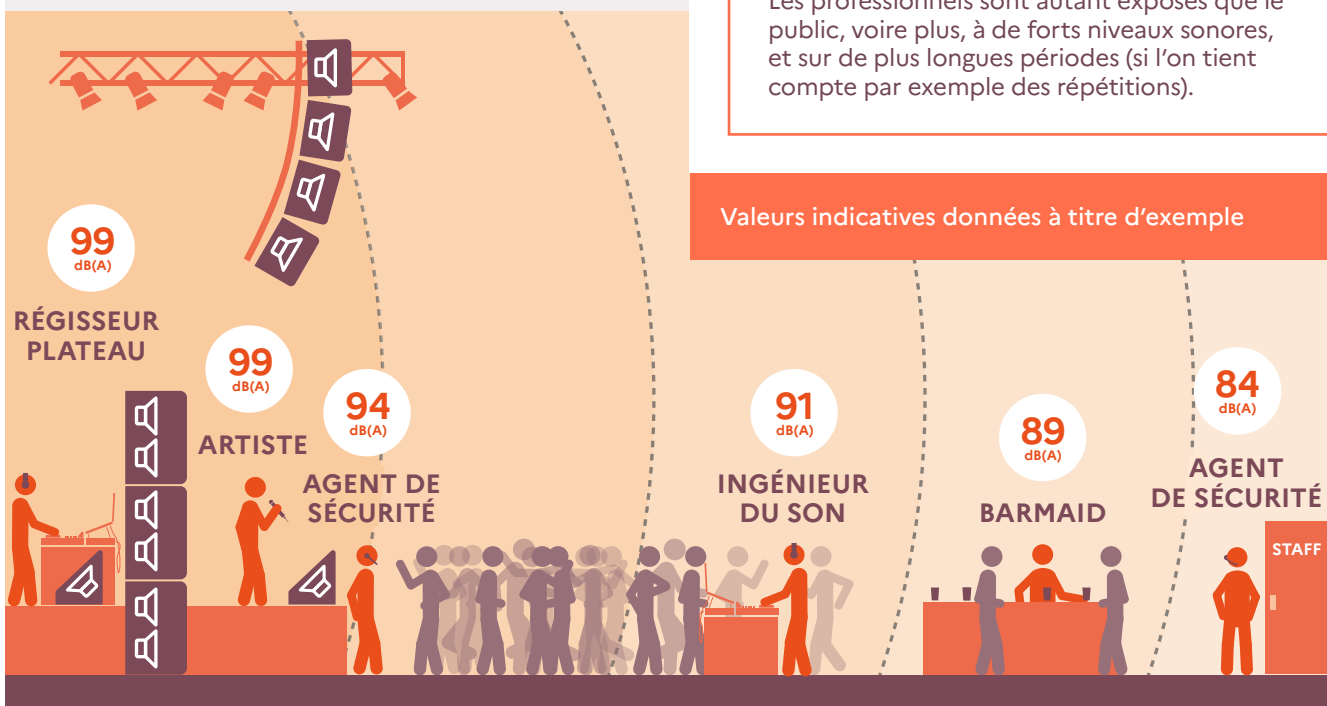 Les professionnels sont autant exposés que le
public, voire plus, à de forts niveaux sonores,
et sur de plus longues périodes (si l'on tient
compte par exemple des répétitions).
Valeurs indicatives données à titre d'exemple
99
dB(A)
RÉGISSEUR
PLATEAU
99
dB(A)
ARTISTE
94
dB(A)
AGENT DE
SÉCURITÉ
91
dB(A)
INGÉNIEUR
DU SON
89
dB(A)
BARMAID
84
dB(A)
AGENT
DE SÉCURITÉ
STAFF